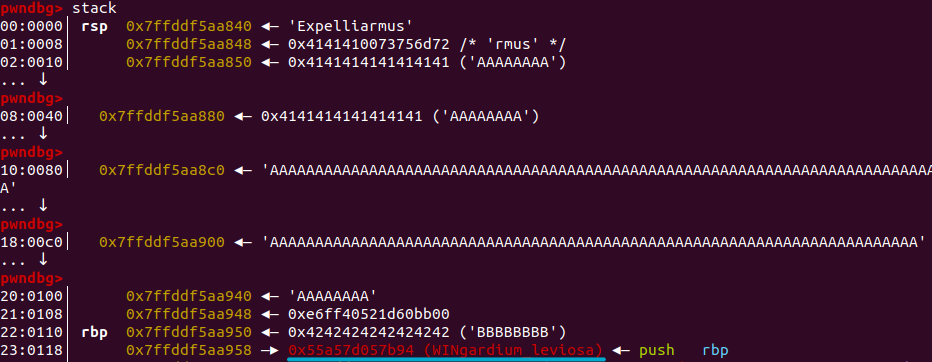 pwndbg> stack
00:0000│ rsp 0x7ffddf5aa840 ◂— 'Expelliarmus'
01:0008│ 0x7ffddf5aa848 ◂— 0x4141410073756d72 /* 'rmus' */
02:0010│ 0x7ffddf5aa850 ◂— 0x4141414141414141 ('AAAAAAAA')
... ↓
pwndbg>
08:0040│ 0x7ffddf5aa880 ◂— 0x4141414141414141 ('AAAAAAAA')
... ↓
pwndbg>
10:0080│ 0x7ffddf5aa8c0 ◂— 'AAAAAAAAAAAAAAAAAAAAAAAAAAAAAAAAAAAAAAAAAAAAAAAAAAAAAAAAAAAAAAAAAAAAAAAAAA
A'
... ↓
pwndbg>
18:00c0│ 0x7ffddf5aa900 ◂— 'AAAAAAAAAAAAAAAAAAAAAAAAAAAAAAAAAAAAAAAAAAAAAAAAAAAAAAAAAAAAAAAAAAAAAAAA'
... ↓
pwndbg>
20:0100│ 0x7ffddf5aa940 ◂— 'AAAAAAAA'
21:0108│ 0x7ffddf5aa948 ◂— 0xe6ff40521d60bb00
22:0110│ rbp 0x7ffddf5aa950 ◂— 0x4242424242424242 ('BBBBBBBB')
23:0118│ 0x7ffddf5aa958 —▸ 0x55a57d057b94 (WINgardium_leviosa) ◂— push rbp